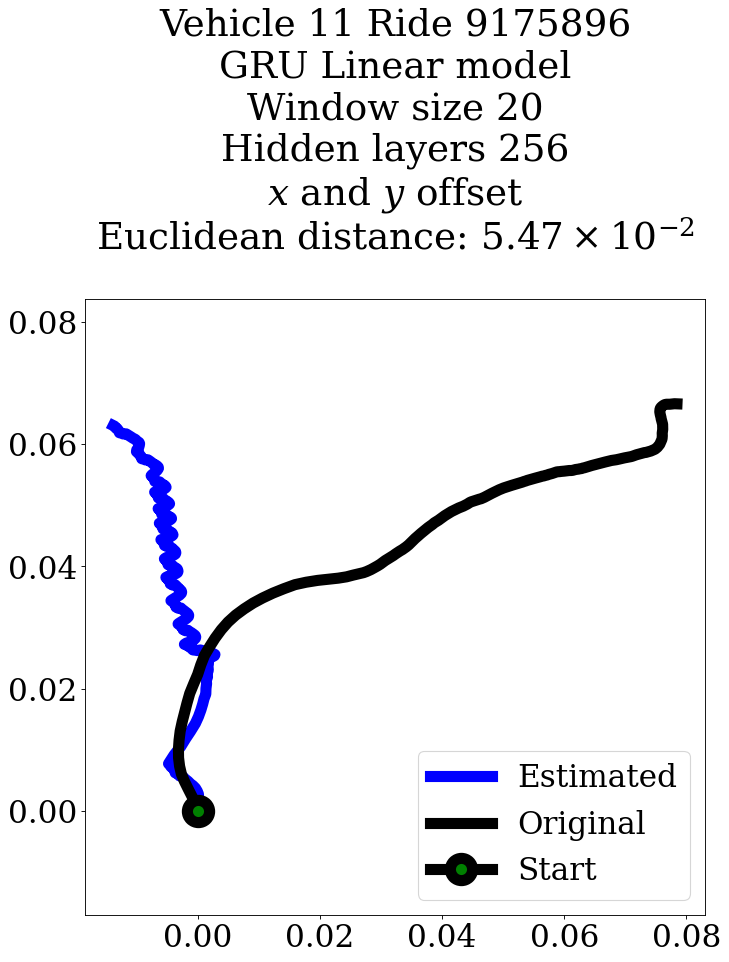 Vehicle 11 Ride 9175896
GRU Linear model
Window size 20
Hidden layers 256
x and y offset
Euclidean distance: 5.47 × 10⁻²
0.08
0.06
0.04
0.02
0.00
Estimated
Original
Start
0.00 0.02 0.04 0.06 0.08